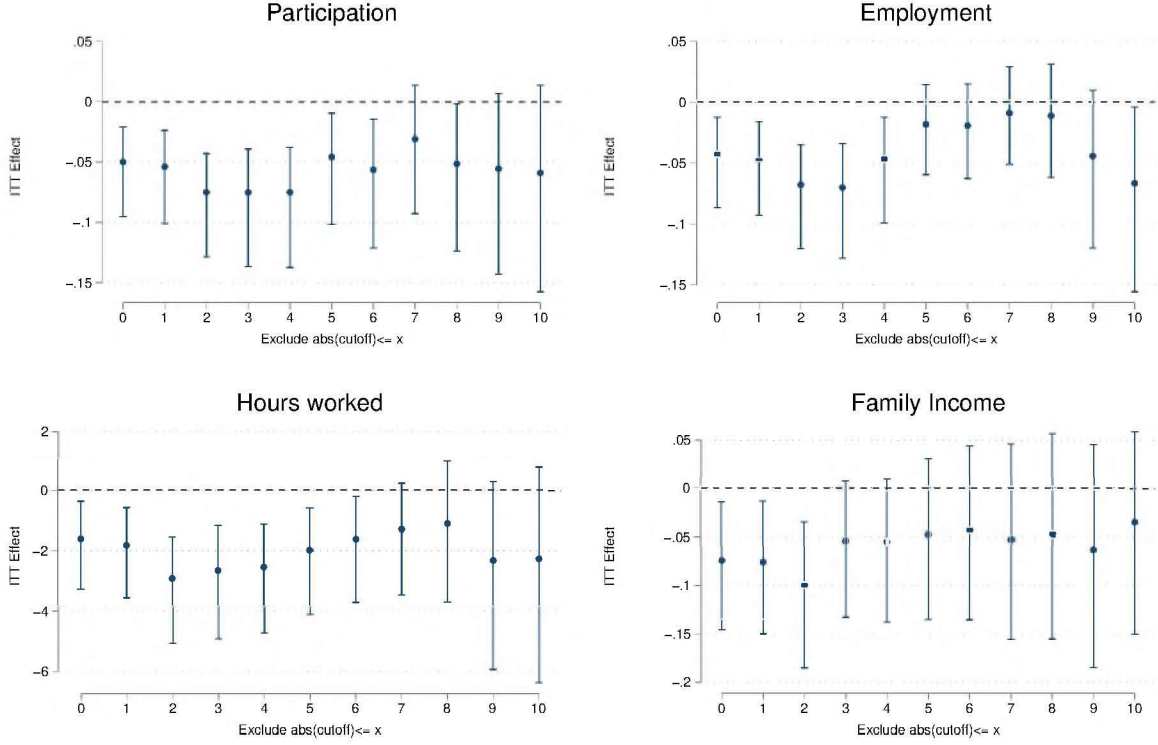 Participation
.05
0
−.05
−.1
−.15
ITT Effect
0 1 2 3 4 5 6 7 8 9 10
Exclude abs(cutoff)<= x
Employment
.05
0
−.05
−.1
−.15
ITT Effect
0 1 2 3 4 5 6 7 8 9 10
Exclude abs(cutoff)<= x
Hours worked
2
0
−2
−4
−6
ITT Effect
0 1 2 3 4 5 6 7 8 9 10
Exclude abs(cutoff)<= x
Family Income
.05
0
−.05
−.1
−.15
−.2
ITT Effect
0 1 2 3 4 5 6 7 8 9 10
Exclude abs(cutoff)<= x